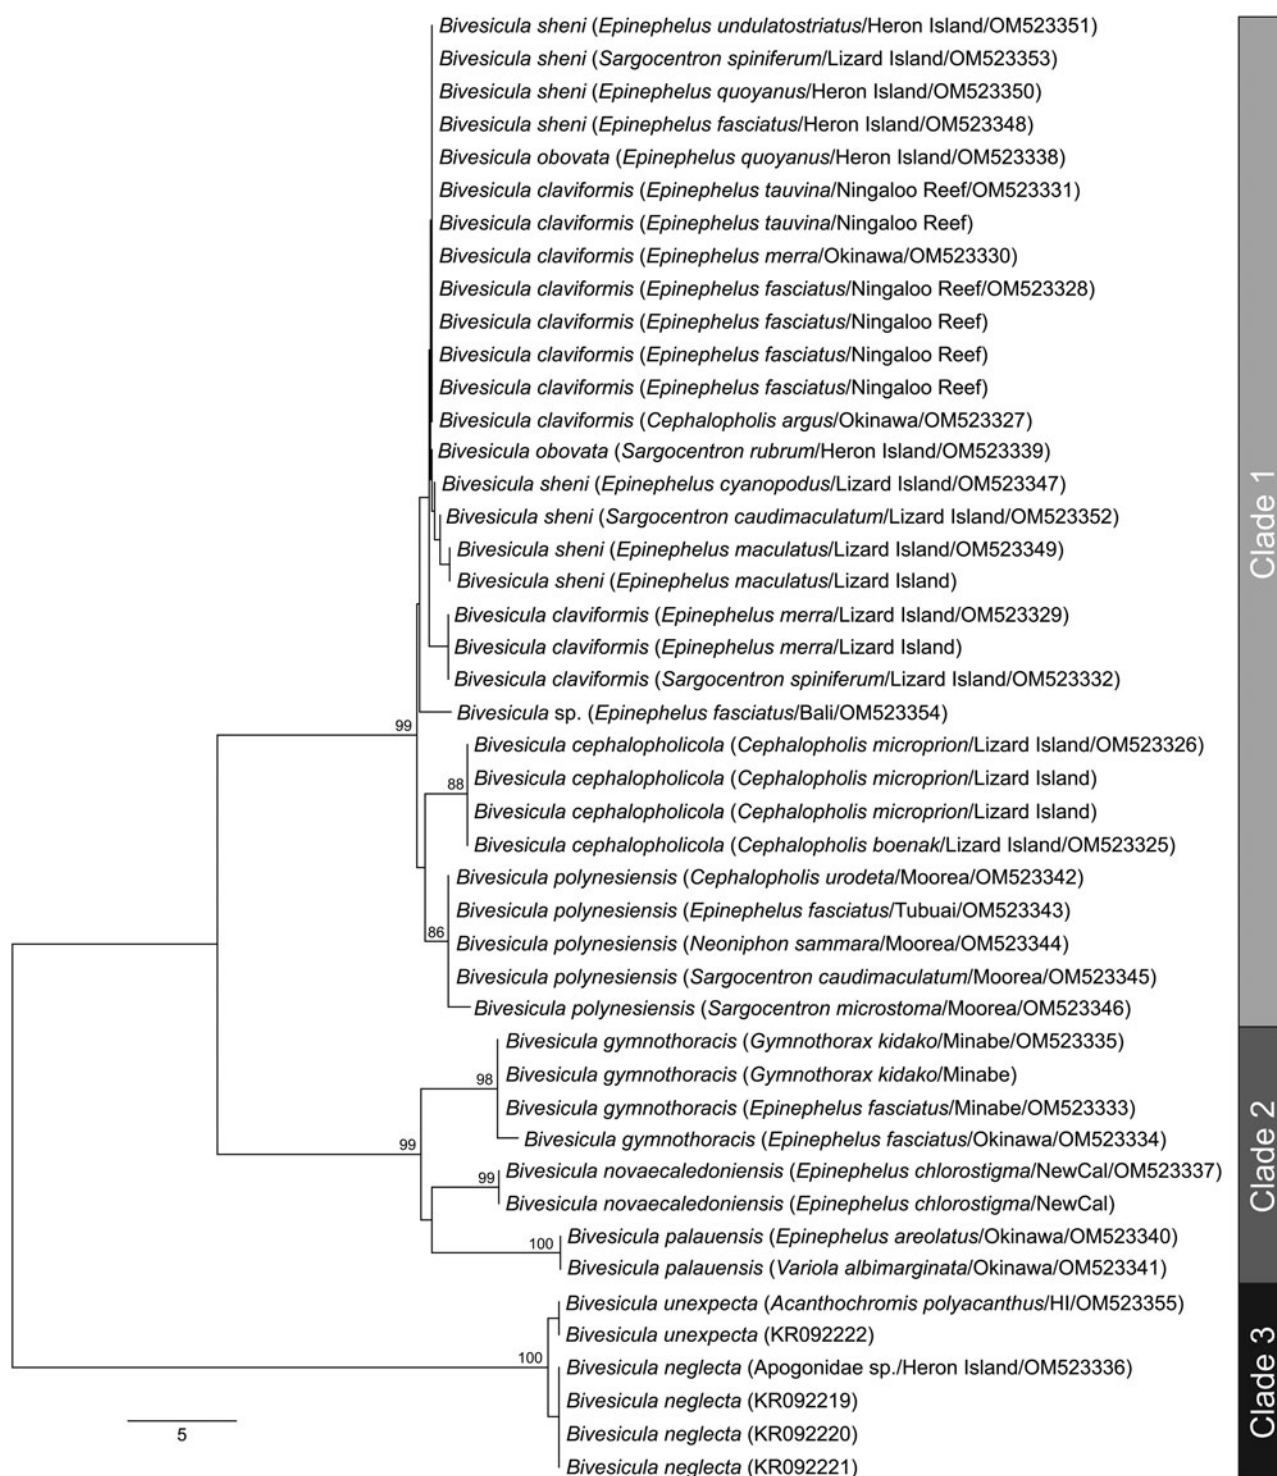 Bivesicula sheni (Epinephelus undulatostriatus/Heron Island/OM523351)
Bivesicula sheni (Sargocentron spiniferum/Lizard Island/OM523353)
Bivesicula sheni (Epinephelus quoyanus/Heron Island/OM523350)
Bivesicula sheni (Epinephelus fasciatus/Heron Island/OM523348)
Bivesicula obovata (Epinephelus quoyanus/Heron Island/OM523338)
Bivesicula claviformis (Epinephelus tauvina/Ningaloo Reef/OM523331)
Bivesicula claviformis (Epinephelus tauvina/Ningaloo Reef)
Bivesicula claviformis (Epinephelus merra/Okinawa/OM523330)
Bivesicula claviformis (Epinephelus fasciatus/Ningaloo Reef/OM523328)
Bivesicula claviformis (Epinephelus fasciatus/Ningaloo Reef)
Bivesicula claviformis (Epinephelus fasciatus/Ningaloo Reef)
Bivesicula claviformis (Epinephelus fasciatus/Ningaloo Reef)
Bivesicula claviformis (Cephalopholis argus/Okinawa/OM523327)
Bivesicula obovata (Sargocentron rubrum/Heron Island/OM523339)
Bivesicula sheni (Epinephelus cyanopodus/Lizard Island/OM523347)
Bivesicula sheni (Sargocentron caudimaculatum/Lizard Island/OM523352)
Bivesicula sheni (Epinephelus maculatus/Lizard Island/OM523349)
Bivesicula sheni (Epinephelus maculatus/Lizard Island)
Bivesicula claviformis (Epinephelus merra/Lizard Island/OM523329)
Bivesicula claviformis (Epinephelus merra/Lizard Island)
Bivesicula claviformis (Sargocentron spiniferum/Lizard Island/OM523332)
Bivesicula sp. (Epinephelus fasciatus/Bali/OM523354)
99
Bivesicula cephalopholicola (Cephalopholis microprion/Lizard Island/OM523326)
Bivesicula cephalopholicola (Cephalopholis microprion/Lizard Island)
88
Bivesicula cephalopholicola (Cephalopholis microprion/Lizard Island)
Bivesicula cephalopholicola (Cephalopholis boenak/Lizard Island/OM523325)
Bivesicula polynesiensis (Cephalopholis urodeta/Moorea/OM523342)
Bivesicula polynesiensis (Epinephelus fasciatus/Tubuai/OM523343)
86
Bivesicula polynesiensis (Neoniphon sammara/Moorea/OM523344)
Bivesicula polynesiensis (Sargocentron caudimaculatum/Moorea/OM523345)
Bivesicula polynesiensis (Sargocentron microstoma/Moorea/OM523346)
Clade 1
Bivesicula gymnothoracis (Gymnothorax kidako/Minabe/OM523335)
98
Bivesicula gymnothoracis (Gymnothorax kidako/Minabe)
Bivesicula gymnothoracis (Epinephelus fasciatus/Minabe/OM523333)
Bivesicula gymnothoracis (Epinephelus fasciatus/Okinawa/OM523334)
99
Bivesicula novaecaledoniensis (Epinephelus chlorostigma/NewCal/OM523337)
99
Bivesicula novaecaledoniensis (Epinephelus chlorostigma/NewCal)
Bivesicula palauensis (Epinephelus areolatus/Okinawa/OM523340)
100
Bivesicula palauensis (Variola albimarginata/Okinawa/OM523341)
Clade 2
Bivesicula unexpecta (Acanthochromis polyacanthus/HI/OM523355)
Bivesicula unexpecta (KR092222)
100
Bivesicula neglecta (Apogonidae sp./Heron Island/OM523336)
Bivesicula neglecta (KR092219)
Bivesicula neglecta (KR092220)
Bivesicula neglecta (KR092221)
Clade 3
5